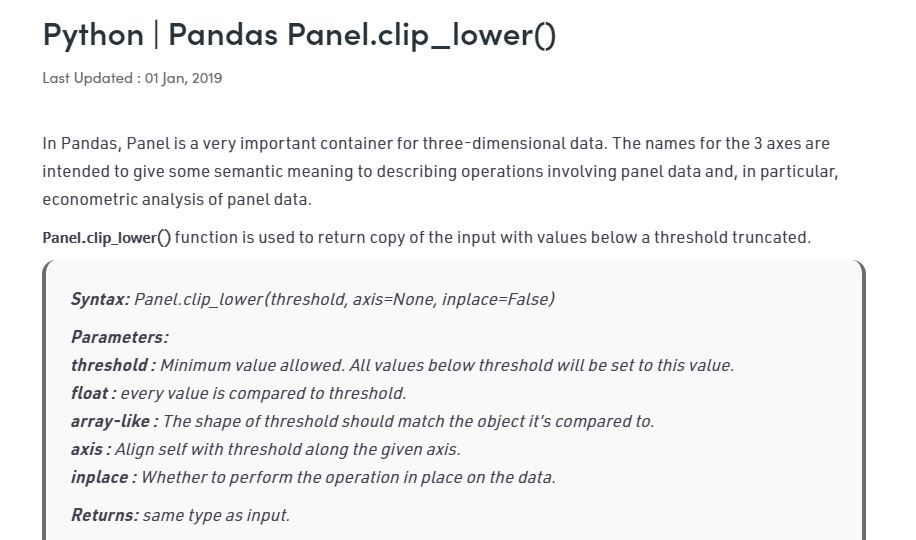 Python | Pandas Panel.clip_lower()
Last Updated : 01 Jan, 2019
In Pandas, Panel is a very important container for three-dimensional data. The names for the 3 axes are
intended to give some semantic meaning to describing operations involving panel data and, in particular,
econometric analysis of panel data.
Panel.clip_lower() function is used to return copy of the input with values below a threshold truncated.
Syntax: Panel.clip_lower(threshold, axis=None, inplace=False)
Parameters:
threshold : Minimum value allowed. All values below threshold will be set to this value.
float : every value is compared to threshold.
array-like : The shape of threshold should match the object it’s compared to.
axis : Align self with threshold along the given axis.
inplace : Whether to perform the operation in place on the data.
Returns: same type as input.